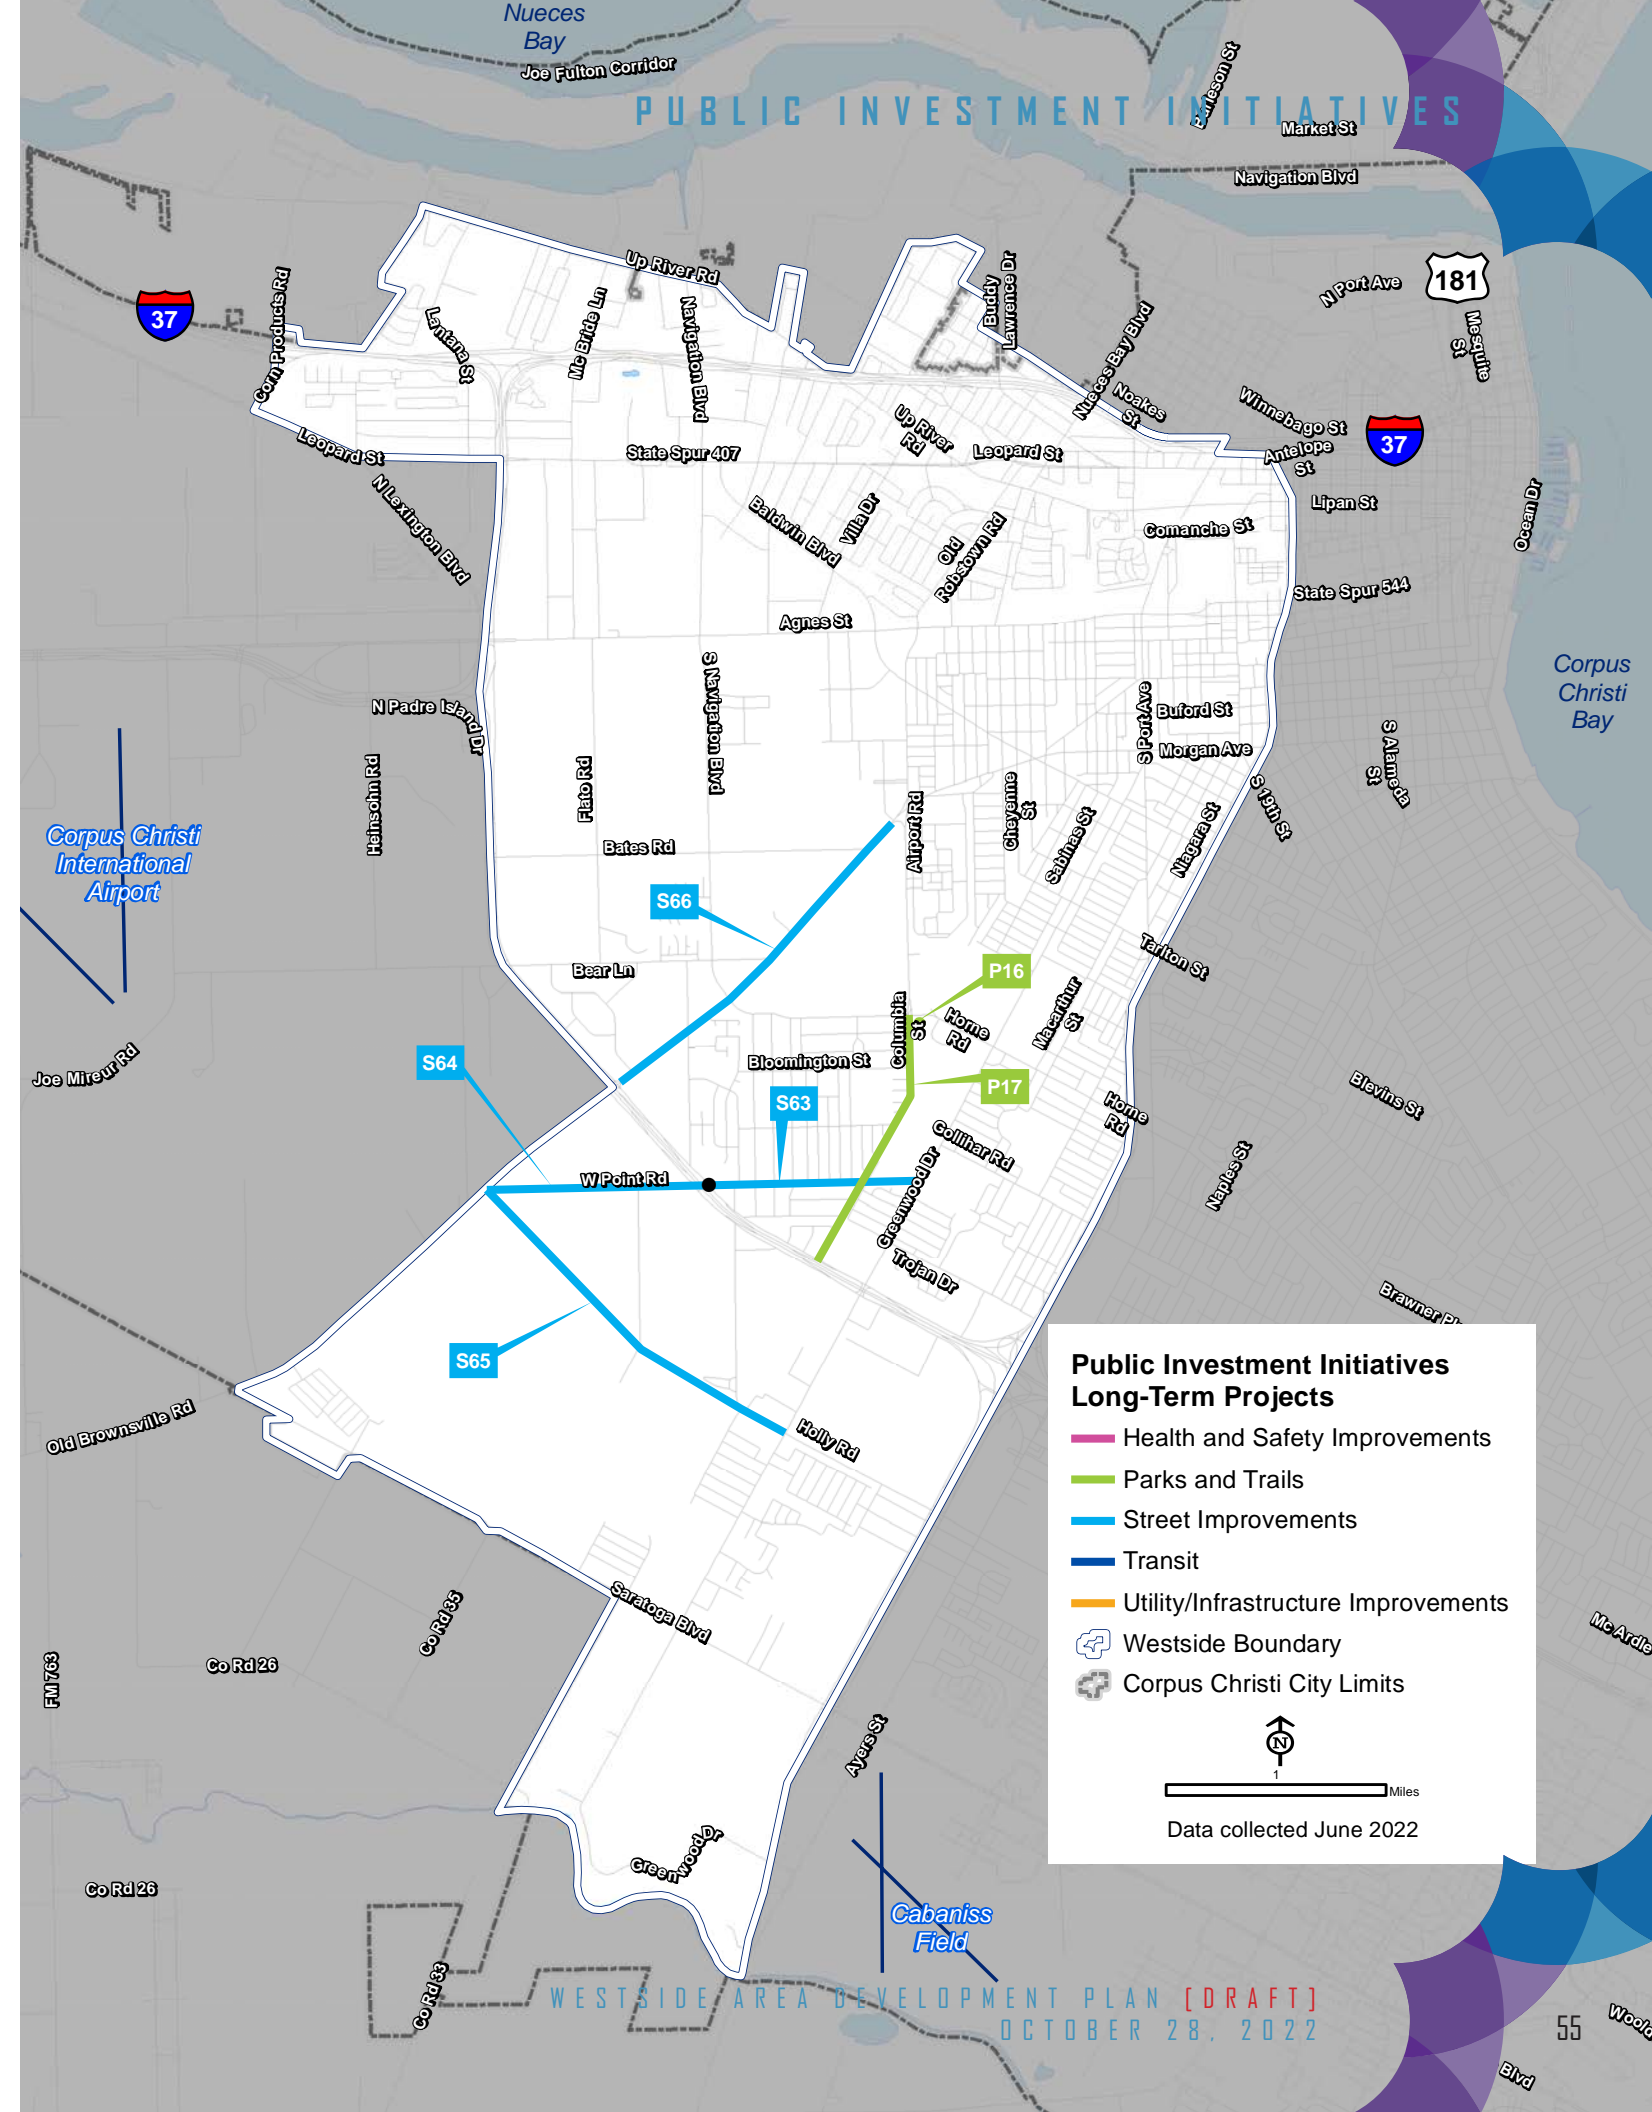 Nueces
Bay
Joe Fulton Corridor
Burleson St
PUBLIC INVESTMENT INITIATIVES
Market St
Navigation Blvd
Up River Rd
Buddy
Lawrence Dr
N Port Ave
181
37
Corn Products Rd
Lantana St
Mc Bride Ln
Navigation Blvd
Nueces Bay Blvd
Mesquite
St
Noakes
St
Up River
Rd
Winnebago St
Antelope
St
37
Leopard St
State Spur 407
Leopard St
N Lexington Blvd
Baldwin Blvd
Villa Dr
Old
Robstown Rd
Comanche St
Lipan St
Ocean Dr
State Spur 544
Agnes St
Corpus
Christi
Bay
N Padre Island Dr
S Navigation Blvd
S Port Ave
Buford St
Morgan Ave
S Alameda
St
Heinsohn Rd
Flato Rd
Airport Rd
Cheyenne
St
Sabinas St
Niagara St
S 19th St
Corpus Christi
International
Airport
Bates Rd
S66
Bear Ln
P16
Tarlton St
Columbia
St
Horne
Rd
Macarthur
St
Joe Mireur Rd
S64
Bloomington St
P17
S63
Horne
Rd
Blevins St
Gollihar Rd
Naples St
W Point Rd
Greenwood Dr
Trojan Dr
Brawner
S65
Holly Rd
Old Brownsville Rd
Public Investment Initiatives
Long-Term Projects
Health and Safety Improvements
Parks and Trails
Street Improvements
Transit
Utility/Infrastructure Improvements
Westside Boundary
Corpus Christi City Limits
N
1
Miles
Data collected June 2022
Saratoga Blvd
Co Rd 35
Co Rd 26
FM 763
Mc Ardle
Ayers St
Greenwood Dr
Co Rd 26
Cabaniss
Field
Co Rd 33
WESTSIDE AREA DEVELOPMENT PLAN [DRAFT]
OCTOBER 28, 2022
55
Blvd